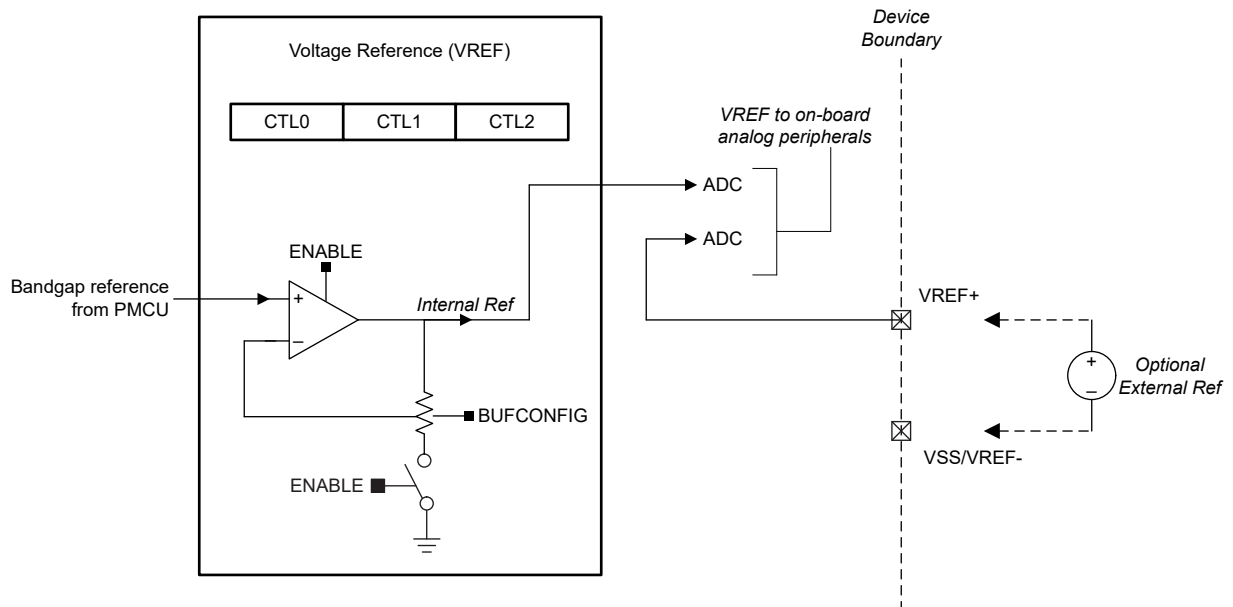 Device
Boundary
Voltage Reference (VREF)
CTL0 CTL1 CTL2
VREF to on-board
analog peripherals
ADC
ADC
ENABLE
Bandgap reference
from PMCU
+
–
Internal Ref
VREF+
+
–
Optional
External Ref
BUFCONFIG
VSS/VREF-
ENABLE